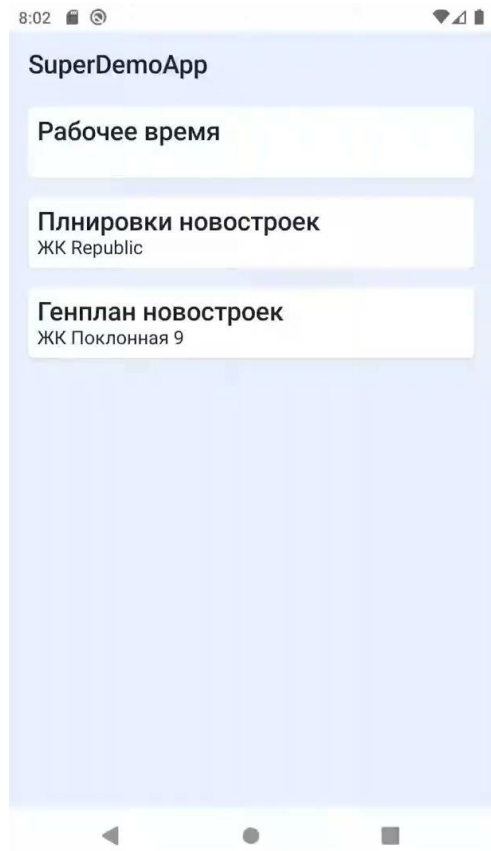 8:02
SuperDemoApp
Рабочее время
Плнировки новостроек
ЖК Republic
Генплан новостроек
ЖК Поклонная 9